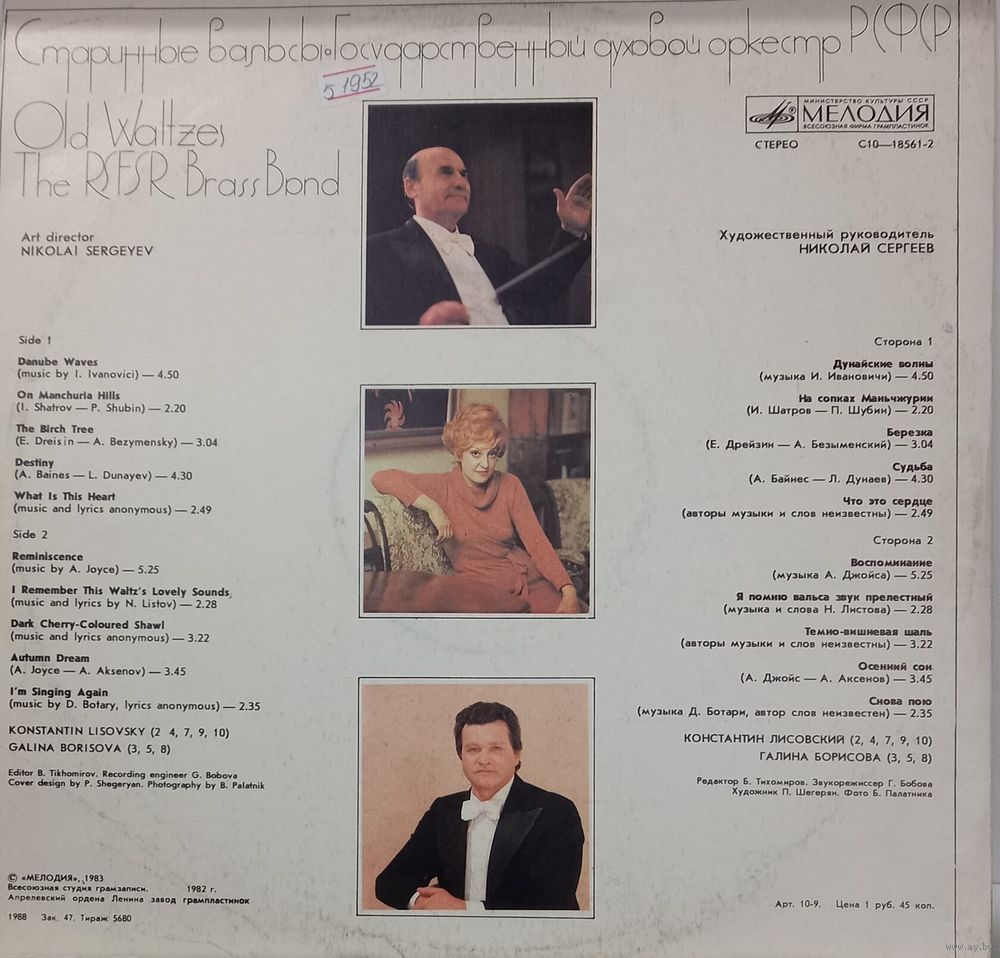 Старинные вальсы•Государственный духовой оркестр РСФСР
5 1952
Old Waltzes
The RSFSR Brass Band
МИНИСТЕРСТВО КУЛЬТУРЫ СССР
МЕЛОДИЯ
ВСЕСОЮЗНАЯ ФИРМА ГРАМПЛАСТИНОК
СТЕРЕО С10—18561-2
Art director
NIKOLAI SERGEYEV
Художественный руководитель
НИКОЛАЙ СЕРГЕЕВ
Side 1
Danube Waves
(music by I. Ivanovici) — 4.50
On Manchuria Hills
(I. Shatrov — P. Shubin) — 2.20
The Birch Tree
(E. Dreisin — A. Bezymensky) — 3.04
Destiny
(A. Baines — L. Dunayev) — 4.30
What Is This Heart
(music and lyrics anonymous) — 2.49
Side 2
Reminiscence
(music by A. Joyce) — 5.25
I Remember This Waltz's Lovely Sounds,
(music and lyrics by N. Listov) — 2.28
Dark Cherry-Coloured Shawl
(music and lyrics anonymous) — 3.22
Autumn Dream
(A. Joyce — A. Aksenov) — 3.45
I'm Singing Again
(music by D. Botary, lyrics anonymous) — 2.35
KONSTANTIN LISOVSKY (2 4, 7, 9, 10)
GALINA BORISOVA (3, 5, 8)
Editor B. Tikhomirov. Recording engineer G. Bobova
Cover design by P. Shegeryan. Photography by B. Palatnik
Сторона 1
Дунайские волны
(музыка И. Ивановичи) — 4.50
На сопках Маньчжурии
(И. Шатров — П. Шубин) — 2.20
Березка
(Е. Дрейзин — А. Безыменский) — 3.04
Судьба
(А. Байнес — Л. Дунаев) — 4.30
Что это сердце
(авторы музыки и слов неизвестны) — 2.49
Сторона 2
Воспоминание
(музыка А. Джойса) — 5.25
Я помню вальса звук прелестный
(музыка и слова Н. Листова) — 2.28
Темно-вишневая шаль
(авторы музыки и слов неизвестны) — 3.22
Осенний сон
(А. Джойс — А. Аксенов) — 3.45
Снова пою
(музыка Д. Ботари, автор слов неизвестен) — 2.35
КОНСТАНТИН ЛИСОВСКИЙ (2, 4, 7, 9, 10)
ГАЛИНА БОРИСОВА (3, 5, 8)
Редактор Б. Тихомиров. Звукорежиссер Г. Бобова
Художник П. Шегерян. Фото Б. Палатника
© «МЕЛОДИЯ», 1983
Всесоюзная студия грамзаписи. 1982 г.
Апрелевский ордена Ленина завод грампластинок
1988 Зак. 47. Тираж 5680
Арт. 10-9. Цена 1 руб. 45 коп.
www.ay.by